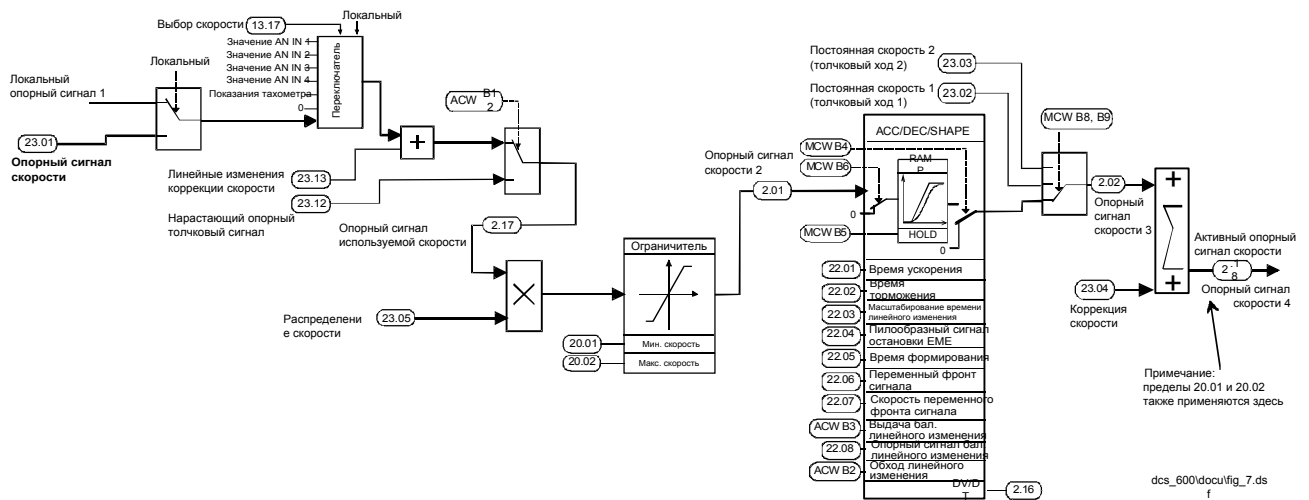 Выбор скорости
13.17
Локальный
Значение AN IN 1
Значение AN IN 2
Значение AN IN 3
Значение AN IN 4
Показания тахометра
0
Переключатель
Локальный
опорный сигнал 1
Локальный
23.01
Опорный сигнал
скорости
ACW B1
2
+
23.13
Линейные изменения
коррекции скорости
23.12
Нарастающий опорный
толчковый сигнал
2.17
Опорный сигнал
используемой скорости
23.05
Распределени
е скорости
Ограничитель
20.01
Мин. скорость
20.02
Макс. скорость
Опорный сигнал
скорости 2
2.01
ACC/DEC/SHAPE
MCW B4
MCW B6
RAM
P
0
HOLD
MCW B5
0
22.01
Время ускорения
22.02
Время
торможения
22.03
Масштабирование времени
линейного изменения
22.04
Пилообразный сигнал
остановки EME
22.05
Время формирования
22.06
Переменный фронт
сигнала
22.07
Скорость переменного
фронта сигнала
ACW B3
Выдача бал.
линейного изменения
22.08
Опорный сигнал бал.
линейного изменения
ACW B2
Обход линейного
изменения
DV/D
T
2.16
Постоянная скорость 2
(толчковый ход 2)
23.03
Постоянная скорость 1
(толчковый ход 1)
23.02
MCW B8, B9
2.02
Опорный
сигнал
скорости 3
+
+
23.04
Коррекция
скорости
Активный опорный
сигнал скорости
2 .1
8
Опорный сигнал
скорости 4
Примечание:
пределы 20.01 и 20.02
также применяются здесь
dcs_600\docu\fig_7.ds
f